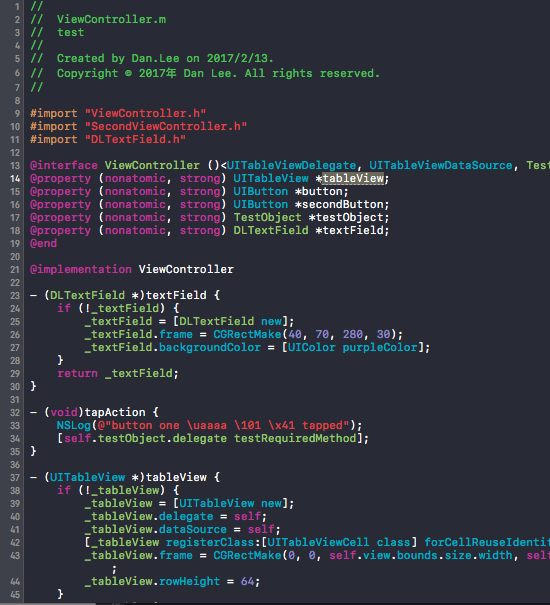 1 //
2 //  ViewController.m
3 //  test
4 //
5 //  Created by Dan.Lee on 2017/2/13.
6 //  Copyright © 2017年 Dan Lee. All rights reserved.
7 //
8
9 #import "ViewController.h"
10 #import "SecondViewController.h"
11 #import "DLTextField.h"
12
13 @interface ViewController ()<UITableViewDelegate, UITableViewDataSource, Test
14 @property (nonatomic, strong) UITableView *tableView;
15 @property (nonatomic, strong) UIButton *button;
16 @property (nonatomic, strong) UIButton *secondButton;
17 @property (nonatomic, strong) TestObject *testObject;
18 @property (nonatomic, strong) DLTextField *textField;
19 @end
20
21 @implementation ViewController
22
23 - (DLTextField *)textField {
24     if (!_textField) {
25         _textField = [DLTextField new];
26         _textField.frame = CGRectMake(40, 70, 280, 30);
27         _textField.backgroundColor = [UIColor purpleColor];
28     }
29     return _textField;
30 }
31
32 - (void)tapAction {
33     NSLog(@"button one \uaaaa \101 \x41 tapped");
34     [self.testObject.delegate testRequiredMethod];
35 }
36
37 - (UITableView *)tableView {
38     if (!_tableView) {
39         _tableView = [UITableView new];
40         _tableView.delegate = self;
41         _tableView.dataSource = self;
42         [_tableView registerClass:[UITableViewCell class] forCellReuseIdentif
43         _tableView.frame = CGRectMake(0, 0, self.view.bounds.size.width, self
            ;
44         _tableView.rowHeight = 64;
45     }